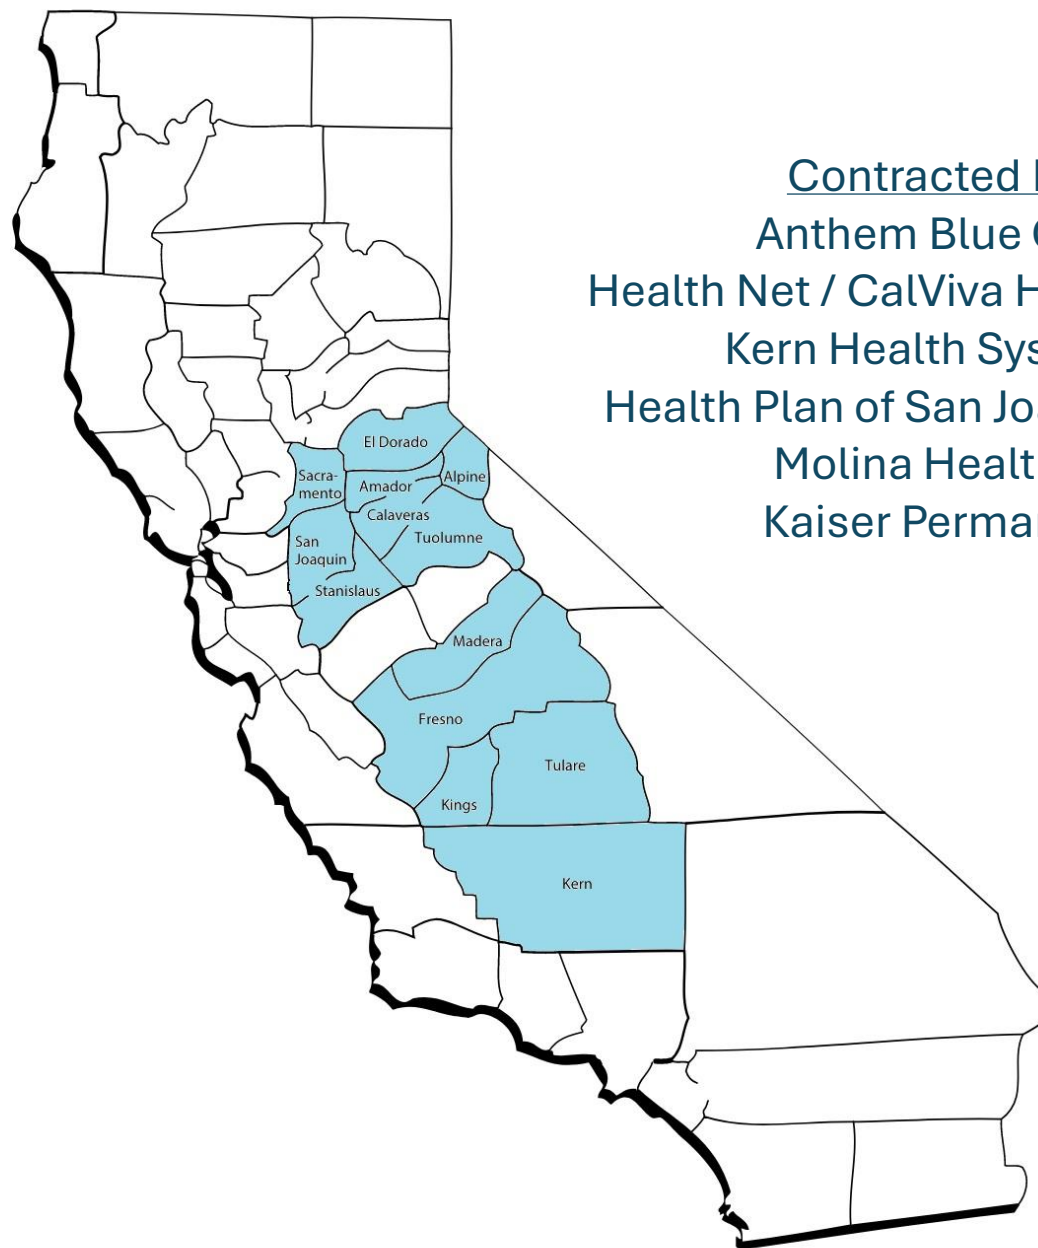 Contracted
Anthem Blue
Health Net / CalViva
Kern Health
Health Plan of San
Molina
Kaiser
El Dorado
Sacra-
mento
Amador
Alpine
Calaveras
Tuolumne
San
Joaquin
Stanislaus
Madera
Fresno
Tulare
Kings
Kern